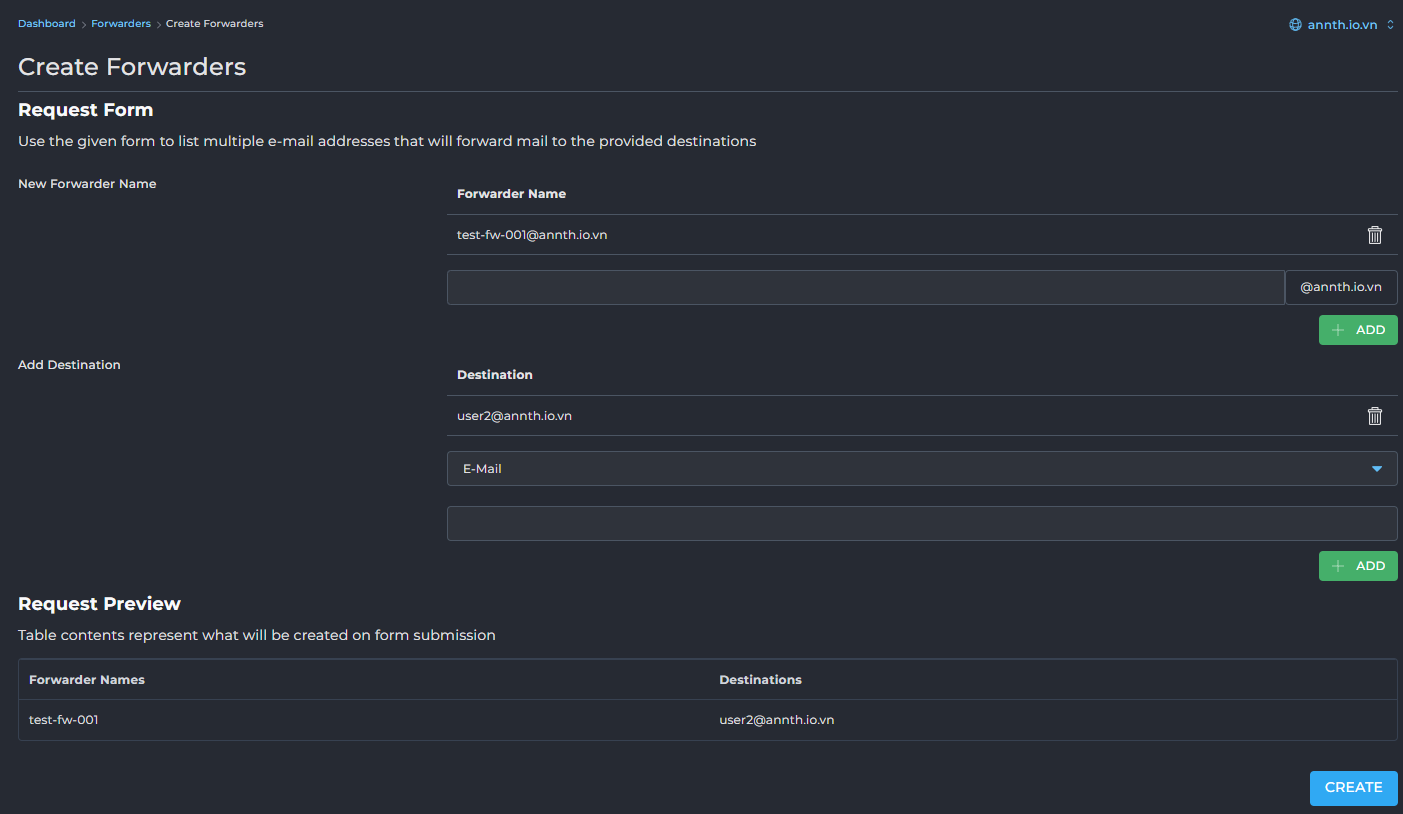 Dashboard > Forwarders > Create Forwarders
annth.io.vn
Create Forwarders
Request Form
Use the given form to list multiple e-mail addresses that will forward mail to the provided destinations
New Forwarder Name
Forwarder Name
test-fw-001@annth.io.vn
@annth.io.vn
ADD
Add Destination
Destination
user2@annth.io.vn
E-Mail
ADD
Request Preview
Table contents represent what will be created on form submission
Forwarder Names Destinations
test-fw-001 user2@annth.io.vn
CREATE